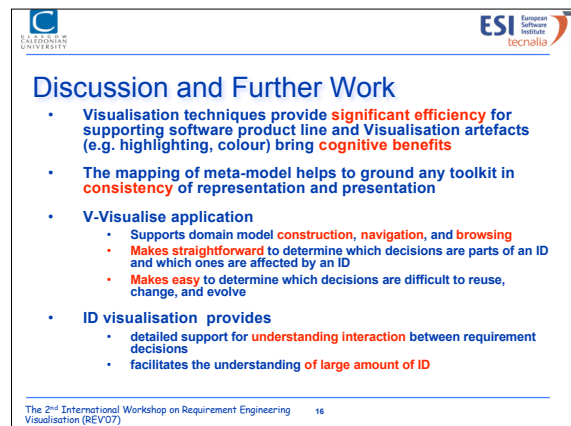 GLASGOW
CALEDONIAN
UNIVERSITY
ESI European
Software
Institute
tecnalia
Discussion and Further Work
• Visualisation techniques provide significant efficiency for
supporting software product line and Visualisation artefacts
(e.g. highlighting, colour) bring cognitive benefits
• The mapping of meta-model helps to ground any toolkit in
consistency of representation and presentation
• V-Visualise application
• Supports domain model construction, navigation, and browsing
• Makes straightforward to determine which decisions are parts of an ID
and which ones are affected by an ID
• Makes easy to determine which decisions are difficult to reuse,
change, and evolve
• ID visualisation provides
• detailed support for understanding interaction between requirement
decisions
• facilitates the understanding of large amount of ID
The 2nd International Workshop on Requirement Engineering
Visualisation (REV'07)
16